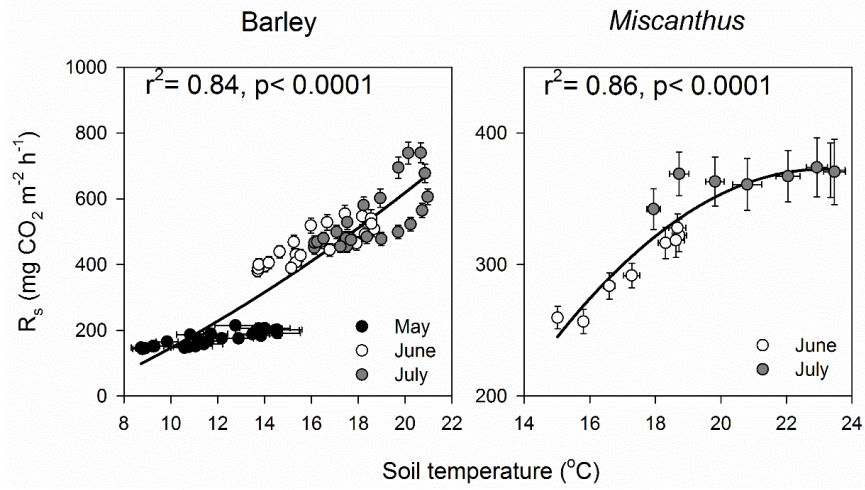 Barley
Miscanthus
r²= 0.84, p< 0.0001
r²= 0.86, p< 0.0001
Rₛ (mg CO₂ m⁻² h⁻¹)
1000
800
600
400
200
0
8 10 12 14 16 18 20 22
May
June
July
400
300
200
14 16 18 20 22 24
June
July
Soil temperature (°C)